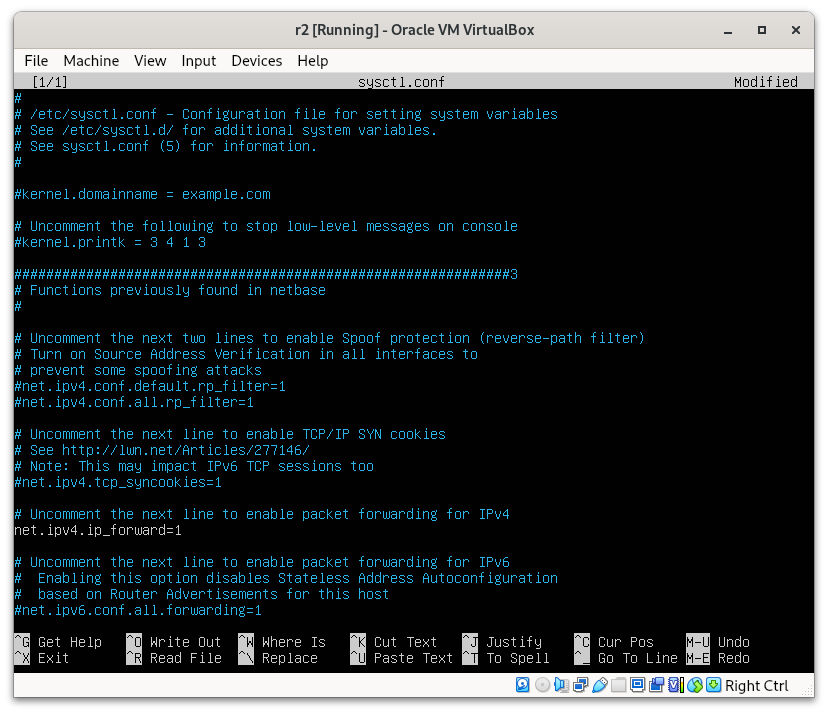 r2 [Running] - Oracle VM VirtualBox
File Machine View Input Devices Help
[1/1] sysctl.conf Modified
#
# /etc/sysctl.conf - Configuration file for setting system variables
# See /etc/sysctl.d/ for additional system variables.
# See sysctl.conf (5) for information.
#
#kernel.domainname = example.com
# Uncomment the following to stop low-level messages on console
#kernel.printk = 3 4 1 3
##############################################################3
# Functions previously found in netbase
#
# Uncomment the next two lines to enable Spoof protection (reverse-path filter)
# Turn on Source Address Verification in all interfaces to
# prevent some spoofing attacks
#net.ipv4.conf.default.rp_filter=1
#net.ipv4.conf.all.rp_filter=1
# Uncomment the next line to enable TCP/IP SYN cookies
# See http://lwn.net/Articles/277146/
# Note: This may impact IPv6 TCP sessions too
#net.ipv4.tcp_syncookies=1
# Uncomment the next line to enable packet forwarding for IPv4
net.ipv4.ip_forward=1
# Uncomment the next line to enable packet forwarding for IPv6
#  Enabling this option disables Stateless Address Autoconfiguration
#  based on Router Advertisements for this host
#net.ipv6.conf.all.forwarding=1
^G Get Help ^O Write Out ^W Where Is ^K Cut Text ^J Justify ^C Cur Pos M-U Undo
^X Exit ^R Read File ^\ Replace ^U Paste Text ^T To Spell ^_ Go To Line M-E Redo
Right Ctrl